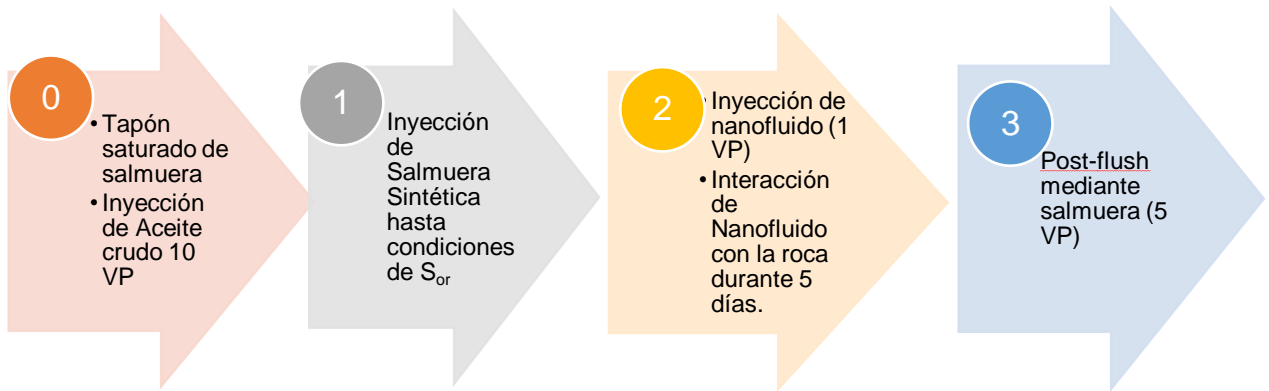 0
• Tapón
saturado de
salmuera
• Inyección
de Aceite
crudo 10
VP
1
Inyección
de
Salmuera
Sintética
hasta
condiciones
de Sor
2
• Inyección de
nanofluido (1
VP)
• Interacción
de
Nanofluido
con la roca
durante 5
días.
3
Post-flush
mediante
salmuera (5
VP)